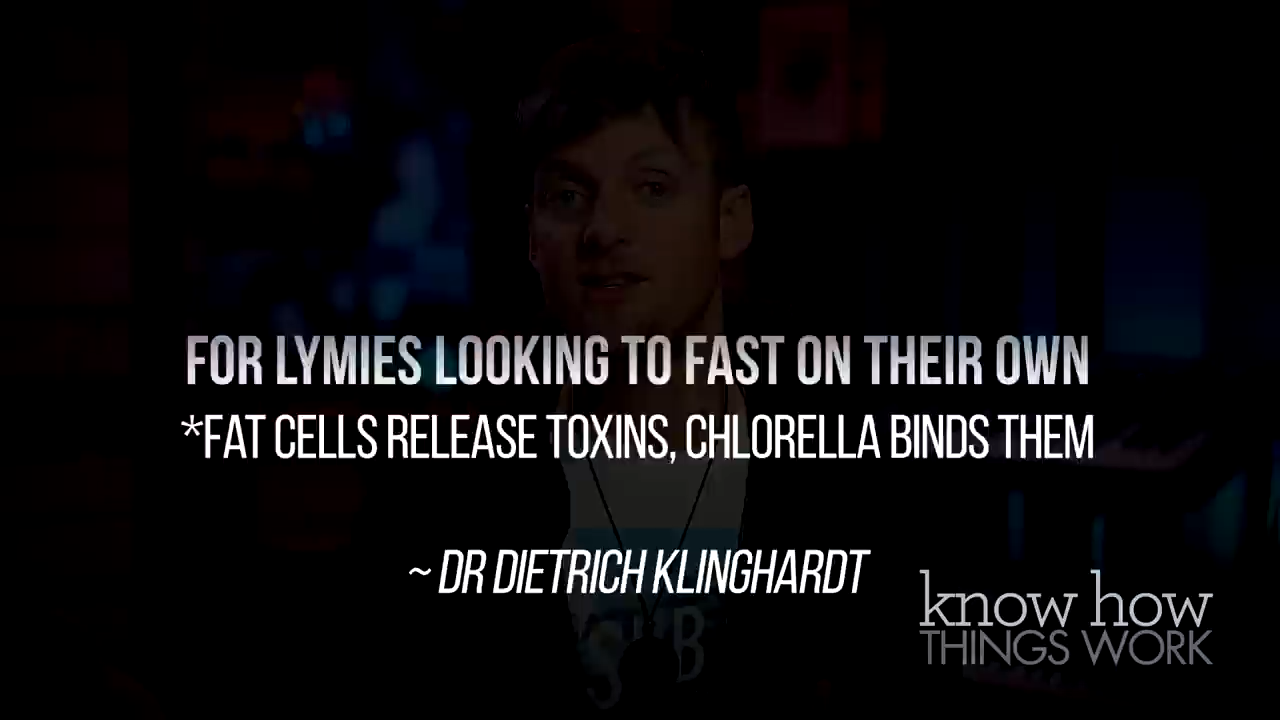 FOR LYMIES LOOKING TO FAST ON THEIR OWN
*FAT CELLS RELEASE TOXINS, CHLORELLA BINDS THEM
~ DR DIETRICH KLINGHARDT
know how
THINGS WORK